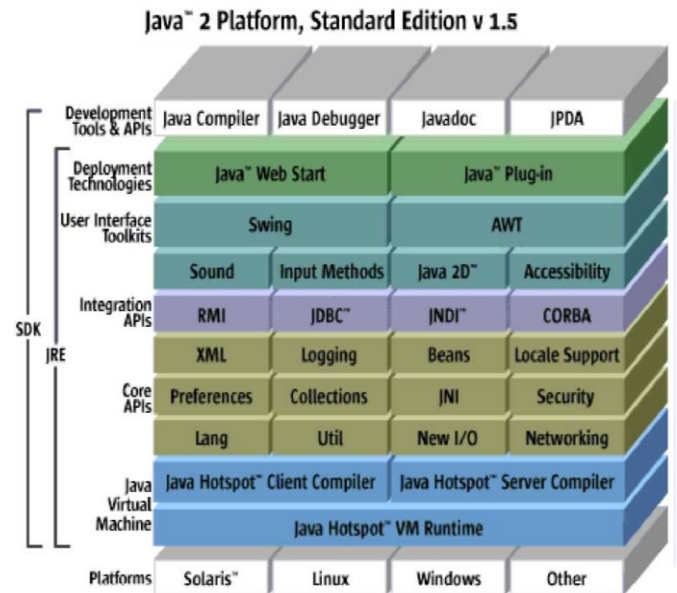 Java™ 2 Platform, Standard Edition v 1.5
Development
Tools & APIs
Java Compiler
Java Debugger
Javadoc
JPDA
Deployment
Technologies
Java™ Web Start
Java™ Plug-in
User Interface
Toolkits
Swing
AWT
Sound
Input Methods
Java 2D™
Accessibility
Integration
APIs
RMI
JDBC™
JNDI™
CORBA
SDK
JRE
XML
Logging
Beans
Locale Support
Core
APIs
Preferences
Collections
JNI
Security
Lang
Util
New I/O
Networking
Java
Virtual
Machine
Java Hotspot™ Client Compiler
Java Hotspot™ Server Compiler
Java Hotspot™ VM Runtime
Platforms
Solaris™
Linux
Windows
Other